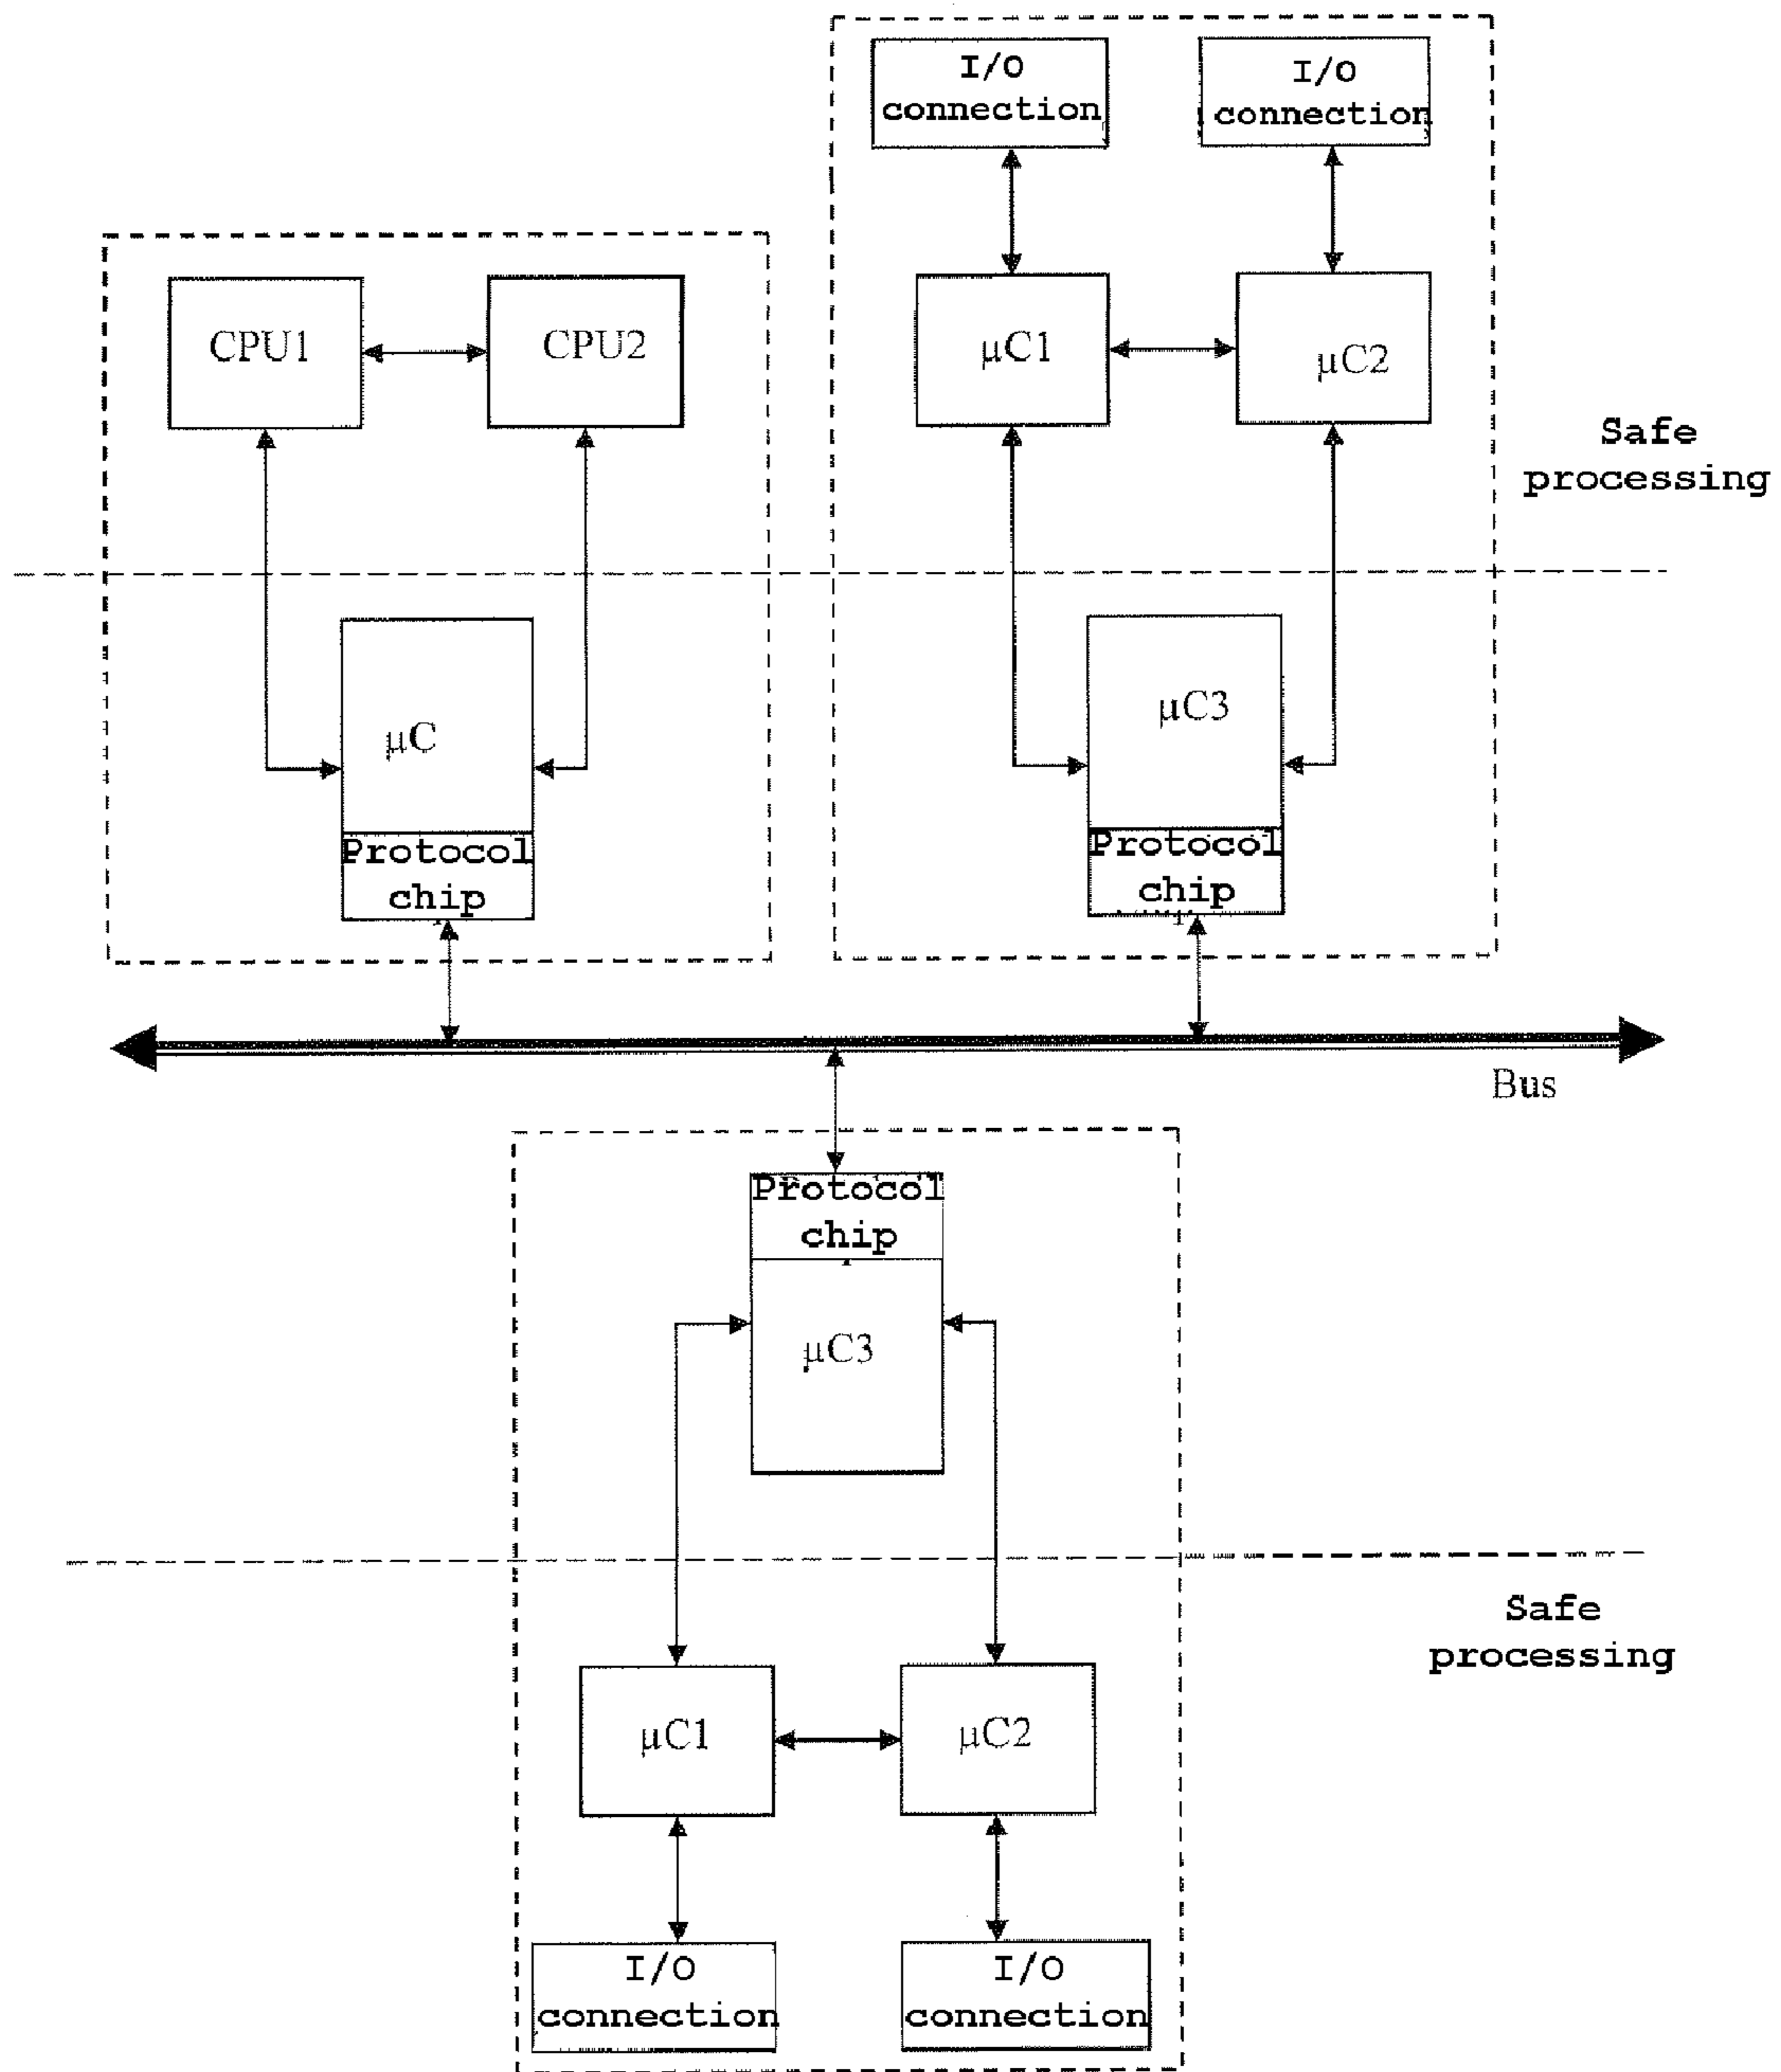 I/O
connection
I/O
connection
CPU1
CPU2
μC1
μC2
Safe
processing
μC
μC3
Protocol
chip
Protocol
chip
Bus
Protocol
chip
μC3
Safe
processing
μC1
μC2
I/O
connection
I/O
connection